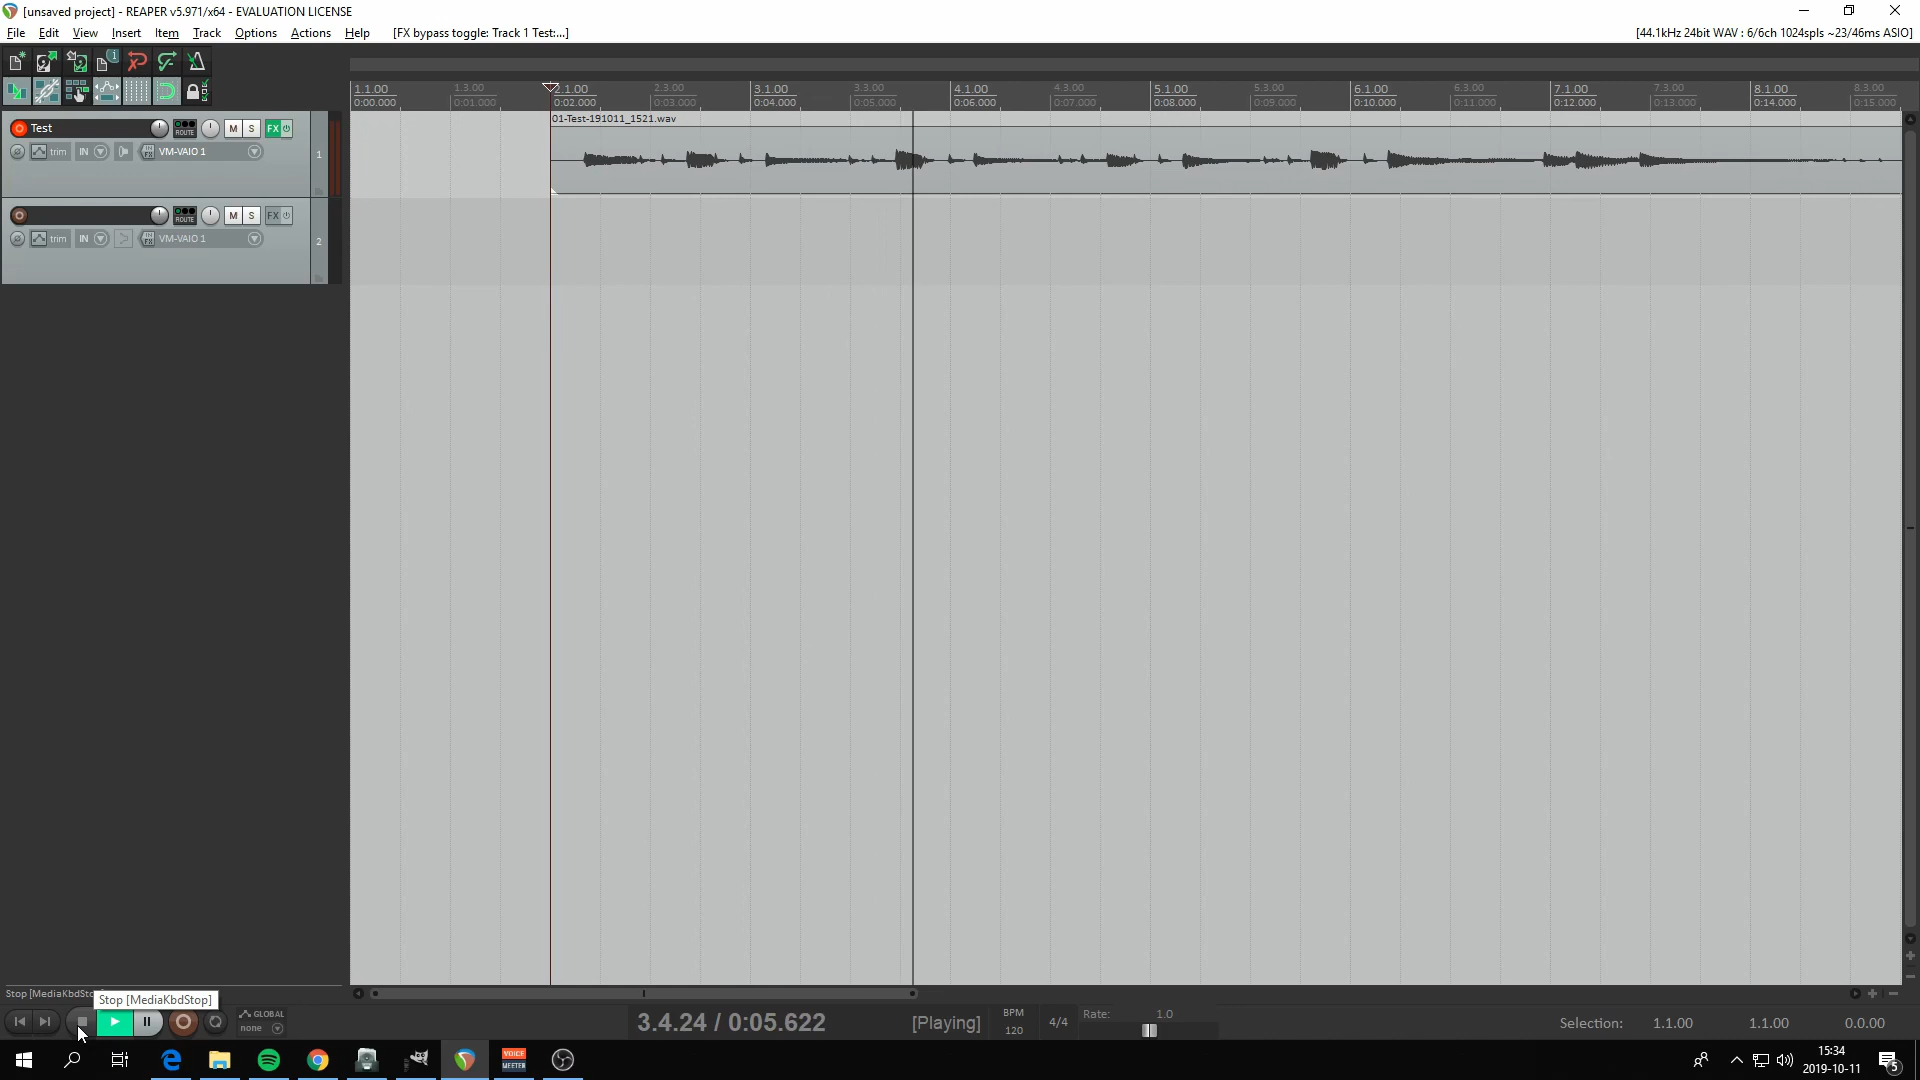 [unsaved project] - REAPER v5.971/x64 - EVALUATION LICENSE
File Edit View Insert Item Track Options Actions Help [FX bypass toggle: Track 1 Test:...]
[44.1kHz 24bit WAV : 6/6ch 1024spls ~23/46ms ASIO]
1.1.00 1.3.00 2.1.00 2.3.00 3.1.00 3.3.00 4.1.00 4.3.00 5.1.00 5.3.00 6.1.00 6.3.00 7.1.00 7.3.00 8.1.00 8.3.00
0:00.000 0:01.000 0:02.000 0:03.000 0:04.000 0:05.000 0:06.000 0:07.000 0:08.000 0:09.000 0:10.000 0:11.000 0:12.000 0:13.000 0:14.000 0:15.000
01-Test-191011_1521.wav
Test ROUTE M S FX
trim IN IN FX VM-VAIO 1
1
ROUTE M S FX
trim IN IN FX VM-VAIO 1
2
Stop [MediaKbdSto
Stop [MediaKbdStop]
GLOBAL
none
3.4.24 / 0:05.622
[Playing]
BPM
120
4/4
Rate: 1.0
Selection: 1.1.00 1.1.00 0.0.00
VOICE
MEETER
15:34
2019-10-11
5